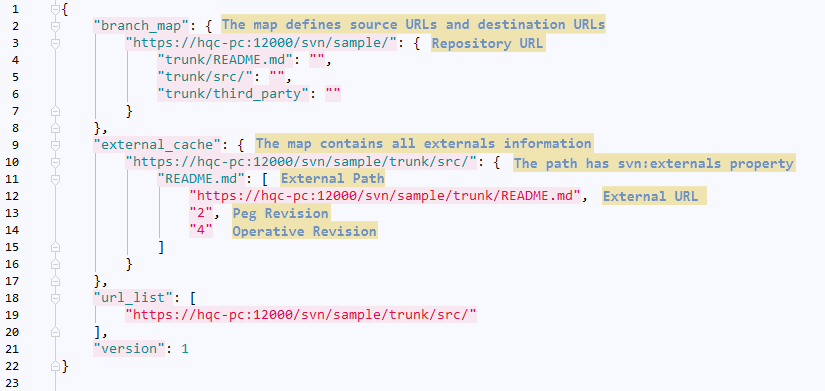 1 {
2 "branch_map": { The map defines source URLs and destination URLs
3 "https://hqc-pc:12000/svn/sample/": { Repository URL
4 "trunk/README.md": "",
5 "trunk/src/": "",
6 "trunk/third_party": ""
7 }
8 },
9 "external_cache": { The map contains all externals information
10 "https://hqc-pc:12000/svn/sample/trunk/src/": { The path has svn:externals property
11 "README.md": [ External Path
12 "https://hqc-pc:12000/svn/sample/trunk/README.md", External URL
13 "2", Peg Revision
14 "4" Operative Revision
15 ]
16 }
17 },
18 "url_list": [
19 "https://hqc-pc:12000/svn/sample/trunk/src/"
20 ],
21 "version": 1
22 }
23